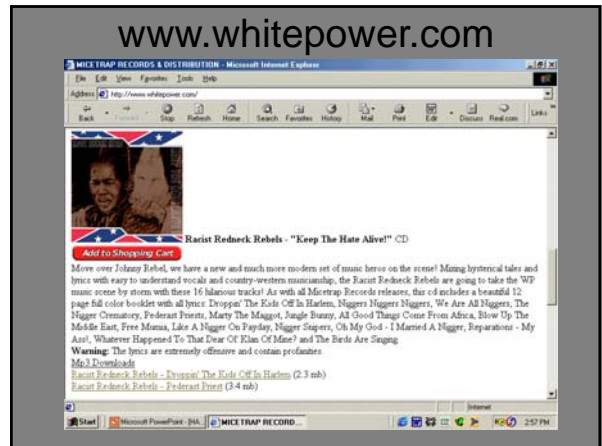 www.whitepower.com
MICETRAP RECORDS & DISTRIBUTION - Microsoft Internet Explorer
File Edit View Favorites Tools Help
Address http://www.whitepower.com/
Back Forward Stop Refresh Home Search Favorites History Mail Print Edit Discuss Real.com Links
Racist Redneck Rebels - "Keep The Hate Alive!" CD
Add to Shopping Cart
Move over Johnny Rebel, we have a new and much more modern set of music heros on the scene! Mixing hysterical tales and
lyrics with easy to understand vocals and country-western musicianship, the Racist Redneck Rebels are going to take the WP
music scene by storm with these 16 hilarious tracks! As with all Micetrap Records releases, this cd includes a beautiful 12
page full color booklet with all lyrics: Droppin' The Kids Off In Harlem, Niggers Niggers Niggers, We Are All Niggers, The
Nigger Crematory, Pederast Priests, Marty The Maggot, Jungle Bunny, All Good Things Come From Africa, Blow Up The
Middle East, Free Mumia, Like A Nigger On Payday, Nigger Snipers, Oh My God - I Married A Nigger, Reparations - My
Ass!, Whatever Happened To That Dear Ol' Klan Of Mine? and The Birds Are Singing.
Warning: The lyrics are extremely offensive and contain profanities.
Mp3 Downloads
Racist Redneck Rebels - Droppin' The Kids Off In Harlem (2.3 mb)
Racist Redneck Rebels - Pederast Priest (3.4 mb)
Internet
Start Microsoft PowerPoint - [HA... MICETRAP RECORD... 2:57 PM